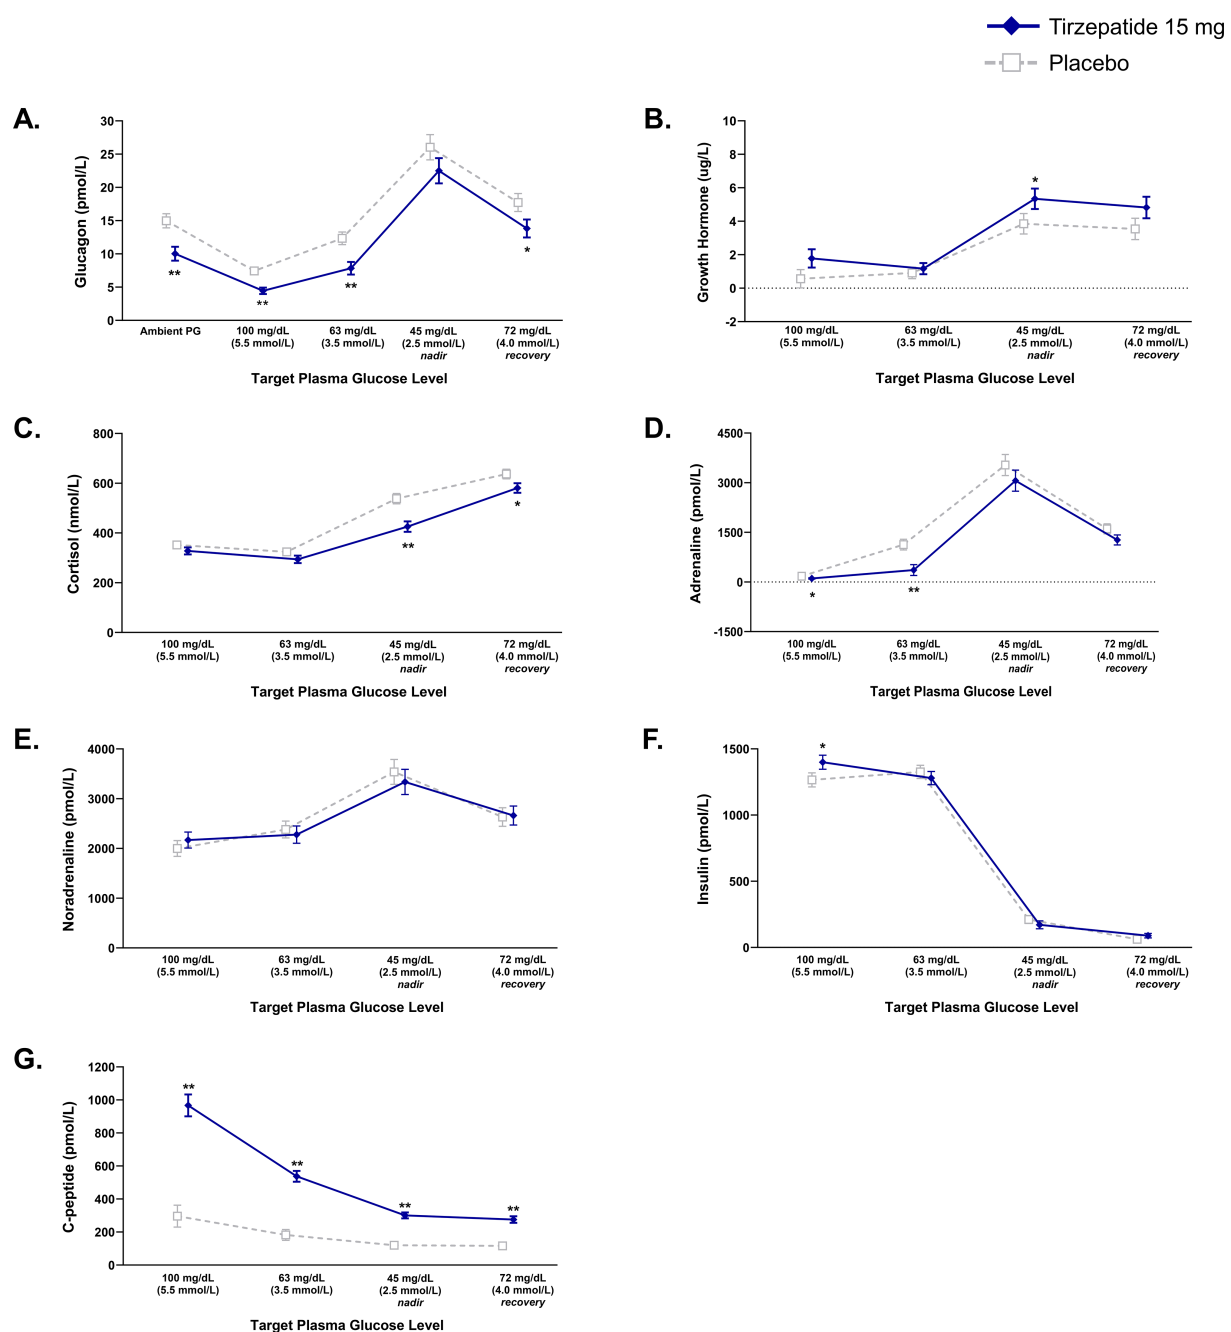 Tirzepatide 15 mg
Placebo
A.
30
25
20
15
10
5
0
Glucagon (pmol/L)
**
**
**
*
Ambient PG 100 mg/dL 63 mg/dL 45 mg/dL 72 mg/dL
(5.5 mmol/L) (3.5 mmol/L) (2.5 mmol/L) (4.0 mmol/L)
nadir recovery
Target Plasma Glucose Level
B.
10
8
6
4
2
0
-2
Growth Hormone (ug/L)
*
100 mg/dL 63 mg/dL 45 mg/dL 72 mg/dL
(5.5 mmol/L) (3.5 mmol/L) (2.5 mmol/L) (4.0 mmol/L)
nadir recovery
Target Plasma Glucose Level
C.
800
600
400
200
0
Cortisol (nmol/L)
**
*
100 mg/dL 63 mg/dL 45 mg/dL 72 mg/dL
(5.5 mmol/L) (3.5 mmol/L) (2.5 mmol/L) (4.0 mmol/L)
nadir recovery
Target Plasma Glucose Level
D.
4500
3000
1500
0
-1500
Adrenaline (pmol/L)
*
**
100 mg/dL 63 mg/dL 45 mg/dL 72 mg/dL
(5.5 mmol/L) (3.5 mmol/L) (2.5 mmol/L) (4.0 mmol/L)
nadir recovery
Target Plasma Glucose Level
E.
4000
3000
2000
1000
0
Noradrenaline (pmol/L)
100 mg/dL 63 mg/dL 45 mg/dL 72 mg/dL
(5.5 mmol/L) (3.5 mmol/L) (2.5 mmol/L) (4.0 mmol/L)
nadir recovery
Target Plasma Glucose Level
F.
1500
1000
500
0
Insulin (pmol/L)
*
100 mg/dL 63 mg/dL 45 mg/dL 72 mg/dL
(5.5 mmol/L) (3.5 mmol/L) (2.5 mmol/L) (4.0 mmol/L)
nadir recovery
Target Plasma Glucose Level
G.
1200
1000
800
600
400
200
0
C-peptide (pmol/L)
**
**
**
**
100 mg/dL 63 mg/dL 45 mg/dL 72 mg/dL
(5.5 mmol/L) (3.5 mmol/L) (2.5 mmol/L) (4.0 mmol/L)
nadir recovery
Target Plasma Glucose Level